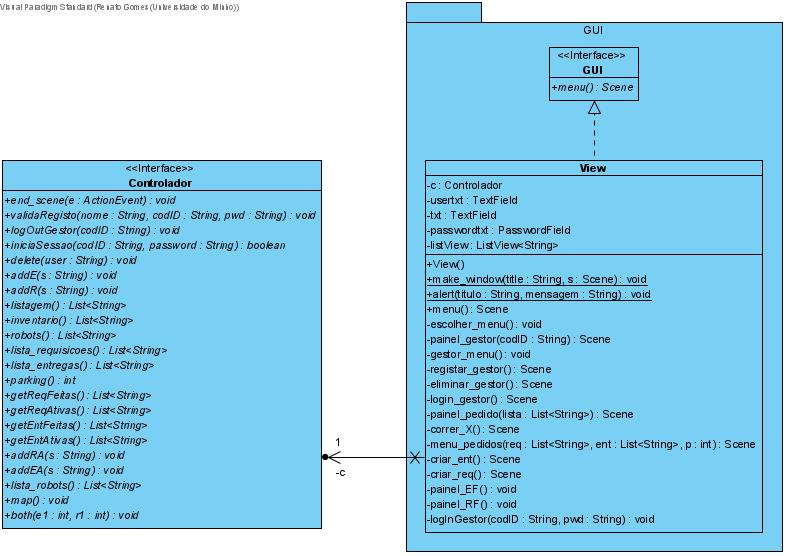 Visual Paradigm Standard (Renato Gomes (Universidade do Minho))
GUI
<<Interface>>
GUI
+menu() : Scene
<<Interface>>
Controlador
+end_scene(e : ActionEvent) : void
+validaRegisto(nome : String, codID : String, pwd : String) : void
+logOutGestor(codID : String) : void
+iniciaSessao(codID : String, password : String) : boolean
+delete(user : String) : void
+addE(s : String) : void
+addR(s : String) : void
+listagem() : List<String>
+inventario() : List<String>
+robots() : List<String>
+lista_requisicoes() : List<String>
+lista_entregas() : List<String>
+parking() : int
+getReqFeitas() : List<String>
+getReqAtivas() : List<String>
+getEntFeitas() : List<String>
+getEntAtivas() : List<String>
+addRA(s : String) : void
+addEA(s : String) : void
+lista_robots() : List<String>
+map() : void
+both(e1 : int, r1 : int) : void
1
-c
View
-c : Controlador
-usertxt : TextField
-txt : TextField
-passwordtxt : PasswordField
-listView : ListView<String>
+View()
+make_window(title : String, s : Scene) : void
+alert(titulo : String, mensagem : String) : void
+menu() : Scene
-escolher_menu() : void
-painel_gestor(codID : String) : Scene
-gestor_menu() : void
-registar_gestor() : Scene
-eliminar_gestor() : Scene
-login_gestor() : Scene
-painel_pedido(lista : List<String>) : Scene
-correr_X() : Scene
-menu_pedidos(req : List<String>, ent : List<String>, p : int) : Scene
-criar_ent() : Scene
-criar_req() : Scene
-painel_EF() : void
-painel_RF() : void
-logInGestor(codID : String, pwd : String) : void